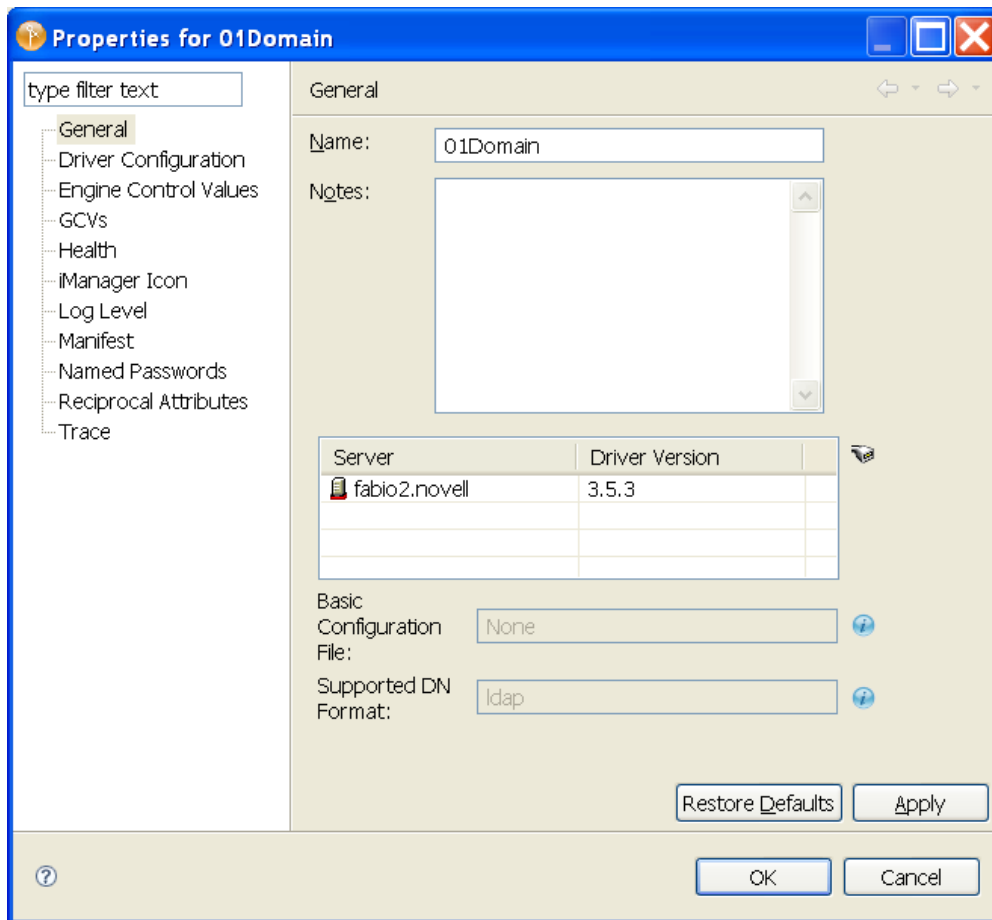 Properties for 01Domain
type filter text
General
Driver Configuration
Engine Control Values
GCVs
Health
iManager Icon
Log Level
Manifest
Named Passwords
Reciprocal Attributes
Trace
General
Name: 01Domain
Notes:
Server Driver Version
fabio2.novell 3.5.3
Basic
Configuration None
File:
Supported DN
Format: ldap
Restore Defaults Apply
OK Cancel